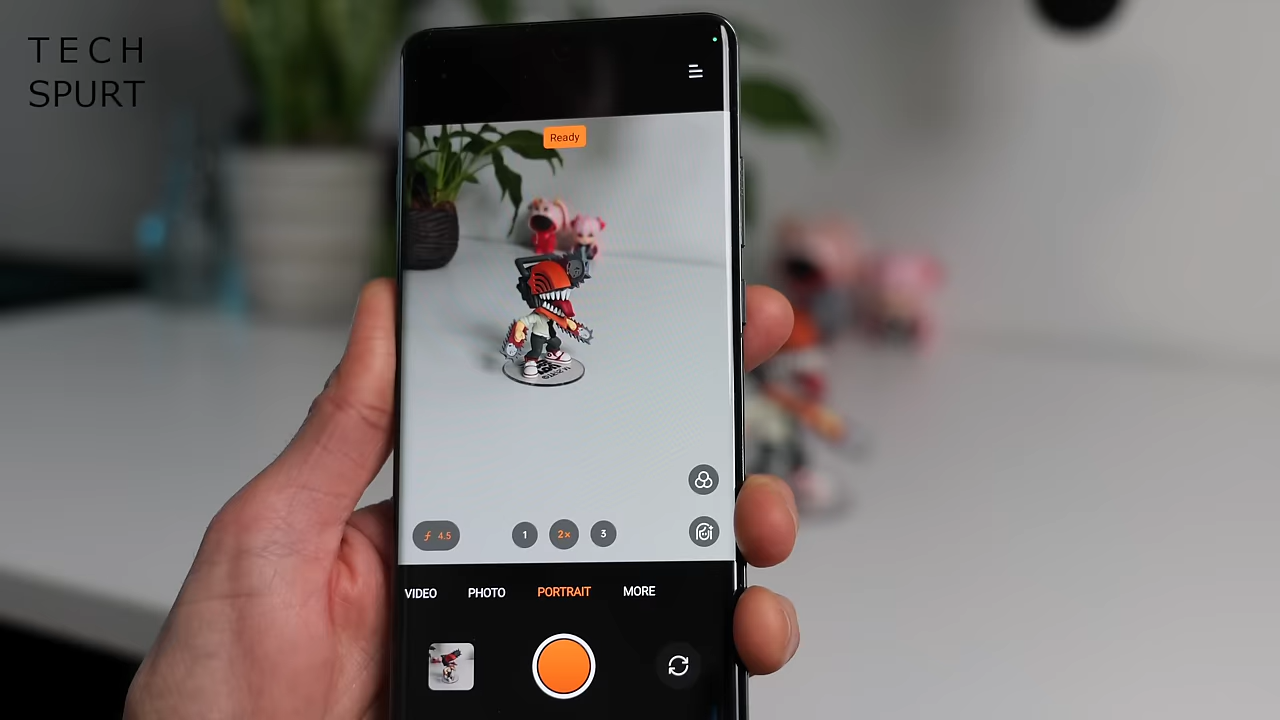 TECH
SPURT
Ready
f 4.5
1
2×
3
VIDEO
PHOTO
PORTRAIT
MORE